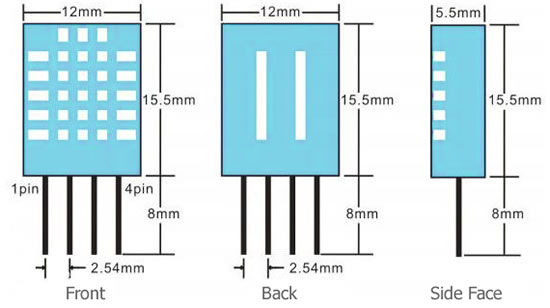 12mm
12mm
5.5mm
15.5mm
15.5mm
15.5mm
1pin
4pin
8mm
8mm
8mm
2.54mm
2.54mm
Front
Back
Side Face